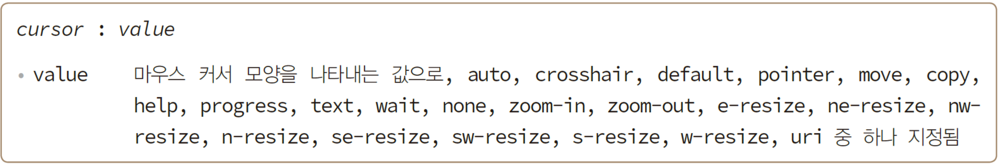 cursor : value
• value 마우스 커서 모양을 나타내는 값으로, auto, crosshair, default, pointer, move, copy,
help, progress, text, wait, none, zoom-in, zoom-out, e-resize, ne-resize, nw-
resize, n-resize, se-resize, sw-resize, s-resize, w-resize, uri 중 하나 지정됨